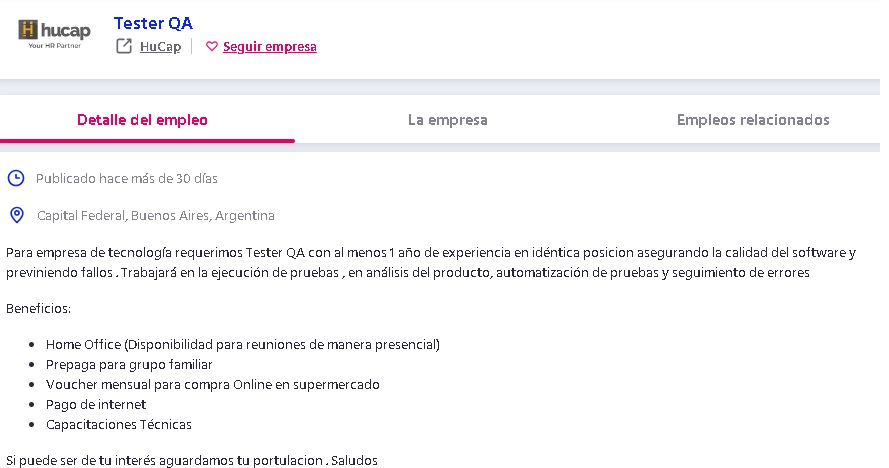 hucap
Your HR Partner
Tester QA
HuCap
Seguir empresa
Detalle del empleo
La empresa
Empleos relacionados
Publicado hace más de 30 días
Capital Federal, Buenos Aires, Argentina
Para empresa de tecnología requerimos Tester QA con al menos 1 año de experiencia en idéntica posicion asegurando la calidad del software y
previniendo fallos . Trabajará en la ejecución de pruebas , en análisis del producto, automatización de pruebas y seguimiento de errores
Beneficios:
• Home Office (Disponibilidad para reuniones de manera presencial)
• Prepaga para grupo familiar
• Voucher mensual para compra Online en supermercado
• Pago de internet
• Capacitaciones Técnicas
Si puede ser de tu interés aguardamos tu portulacion . Saludos